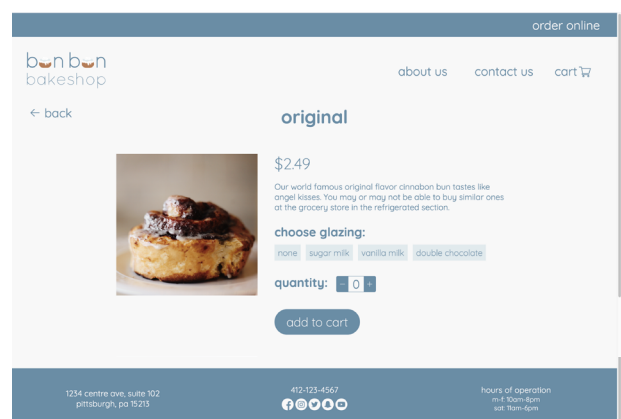 order online
bon bon
bakeshop
about us
contact us
cart
← back
original
$2.49
Our world famous original flavor cinnabon bun tastes like
angel kisses. You may or may not be able to buy similar ones
at the grocery store in the refrigerated section.
choose glazing:
none
sugar milk
vanilla milk
double chocolate
quantity:
- 0 +
add to cart
1234 centre ave, suite 102
pittsburgh, pa 15213
412-123-4567
hours of operation
m-f: 10am-8pm
sat: 11am-6pm